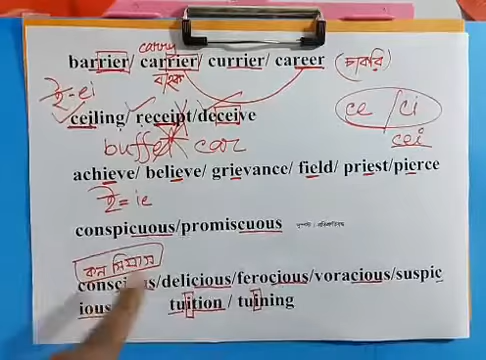 carry
barrier/ carrier/ currier/ career (চাকরি)
বাহক
ই = ei
ce / ci
ceiling/ receipt/deceive
cei
buffet car
achieve/ believe/ grievance/ field/ priest/pierce
ই = ie
conspicuous/promiscuous
conscious/delicious/ferocious/voracious/suspic
ious tuition / tuining